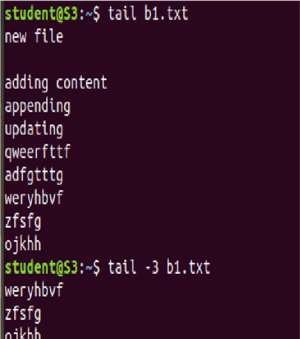 student@S3:~$ tail b1.txt
new file

adding content
appending
updating
qweerfttf
adfgtttg
weryhbvf
zfsfg
ojkhh
student@S3:~$ tail -3 b1.txt
weryhbvf
zfsfg
ojkhh